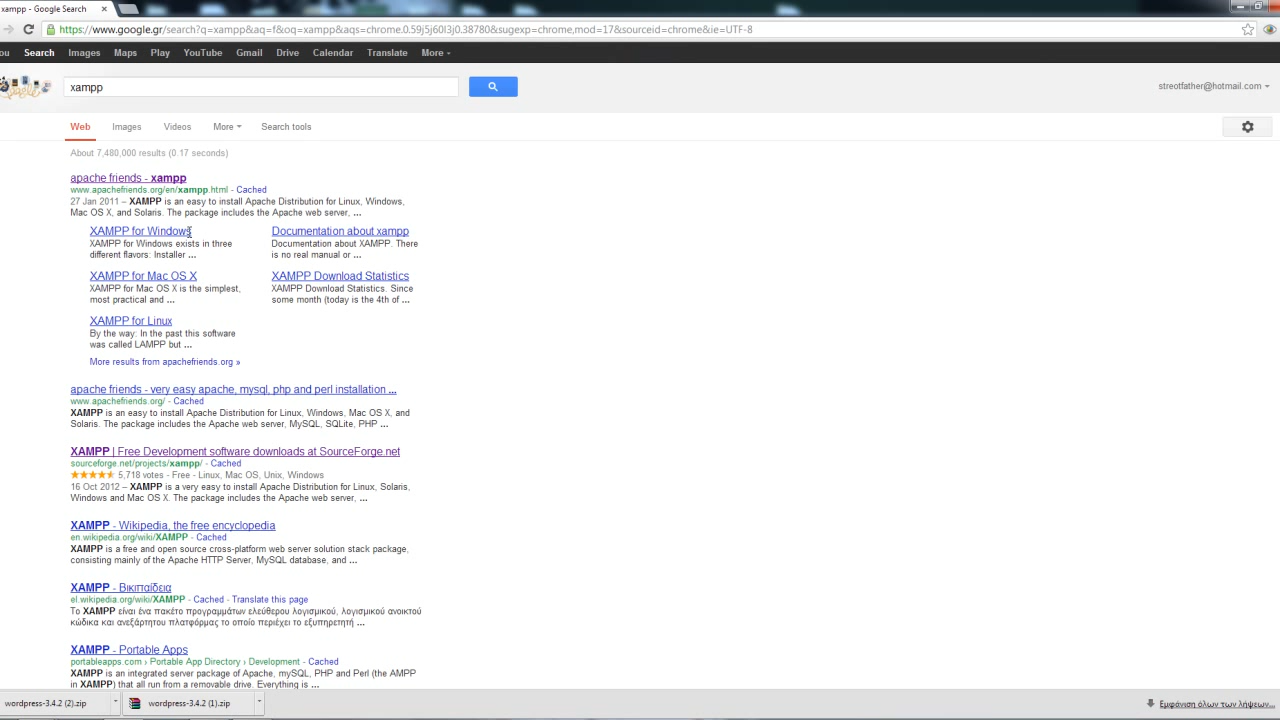 xampp - Google Search
https://www.google.gr/search?q=xampp&aq=f&oq=xampp&aqs=chrome.0.59j5j60l3j0.38780&sugexp=chrome,mod=17&sourceid=chrome&ie=UTF-8
ou Search Images Maps Play YouTube Gmail Drive Calendar Translate More
xampp
streotfather@hotmail.com
Web Images Videos More Search tools
About 7,480,000 results (0.17 seconds)
apache friends - xampp
www.apachefriends.org/en/xampp.html - Cached
27 Jan 2011 – XAMPP is an easy to install Apache Distribution for Linux, Windows,
Mac OS X, and Solaris. The package includes the Apache web server, ...
XAMPP for Windows
XAMPP for Windows exists in three
different flavors: Installer ...
Documentation about xampp
Documentation about XAMPP. There
is no real manual or ...
XAMPP for Mac OS X
XAMPP for Mac OS X is the simplest,
most practical and ...
XAMPP Download Statistics
XAMPP Download Statistics. Since
some month (today is the 4th of ...
XAMPP for Linux
By the way: In the past this software
was called LAMPP but ...
More results from apachefriends.org »
apache friends - very easy apache, mysql, php and perl installation ...
www.apachefriends.org/ - Cached
XAMPP is an easy to install Apache Distribution for Linux, Windows, Mac OS X, and
Solaris. The package includes the Apache web server, MySQL, SQLite, PHP ...
XAMPP | Free Development software downloads at SourceForge.net
sourceforge.net/projects/xampp/ - Cached
5,718 votes - Free - Linux, Mac OS, Unix, Windows
16 Oct 2012 – XAMPP is a very easy to install Apache Distribution for Linux, Solaris,
Windows and Mac OS X. The package includes the Apache web server, ...
XAMPP - Wikipedia, the free encyclopedia
en.wikipedia.org/wiki/XAMPP - Cached
XAMPP is a free and open source cross-platform web server solution stack package,
consisting mainly of the Apache HTTP Server, MySQL database, and ...
XAMPP - Βικιπαίδεια
el.wikipedia.org/wiki/XAMPP - Cached - Translate this page
Το XAMPP είναι ένα πακέτο προγραμμάτων ελεύθερου λογισμικού, λογισμικού ανοικτού
κώδικα και ανεξάρτητου πλατφόρμας το οποίο περιέχει το εξυπηρετητή ...
XAMPP - Portable Apps
portableapps.com › Portable App Directory › Development - Cached
XAMPP is an integrated server package of Apache, mySQL, PHP and Perl (the AMPP
in XAMPP) that all run from a removable drive. Everything is ...
wordpress-3.4.2 (2).zip
wordpress-3.4.2 (1).zip
Εμφάνιση όλων των λήψεων...